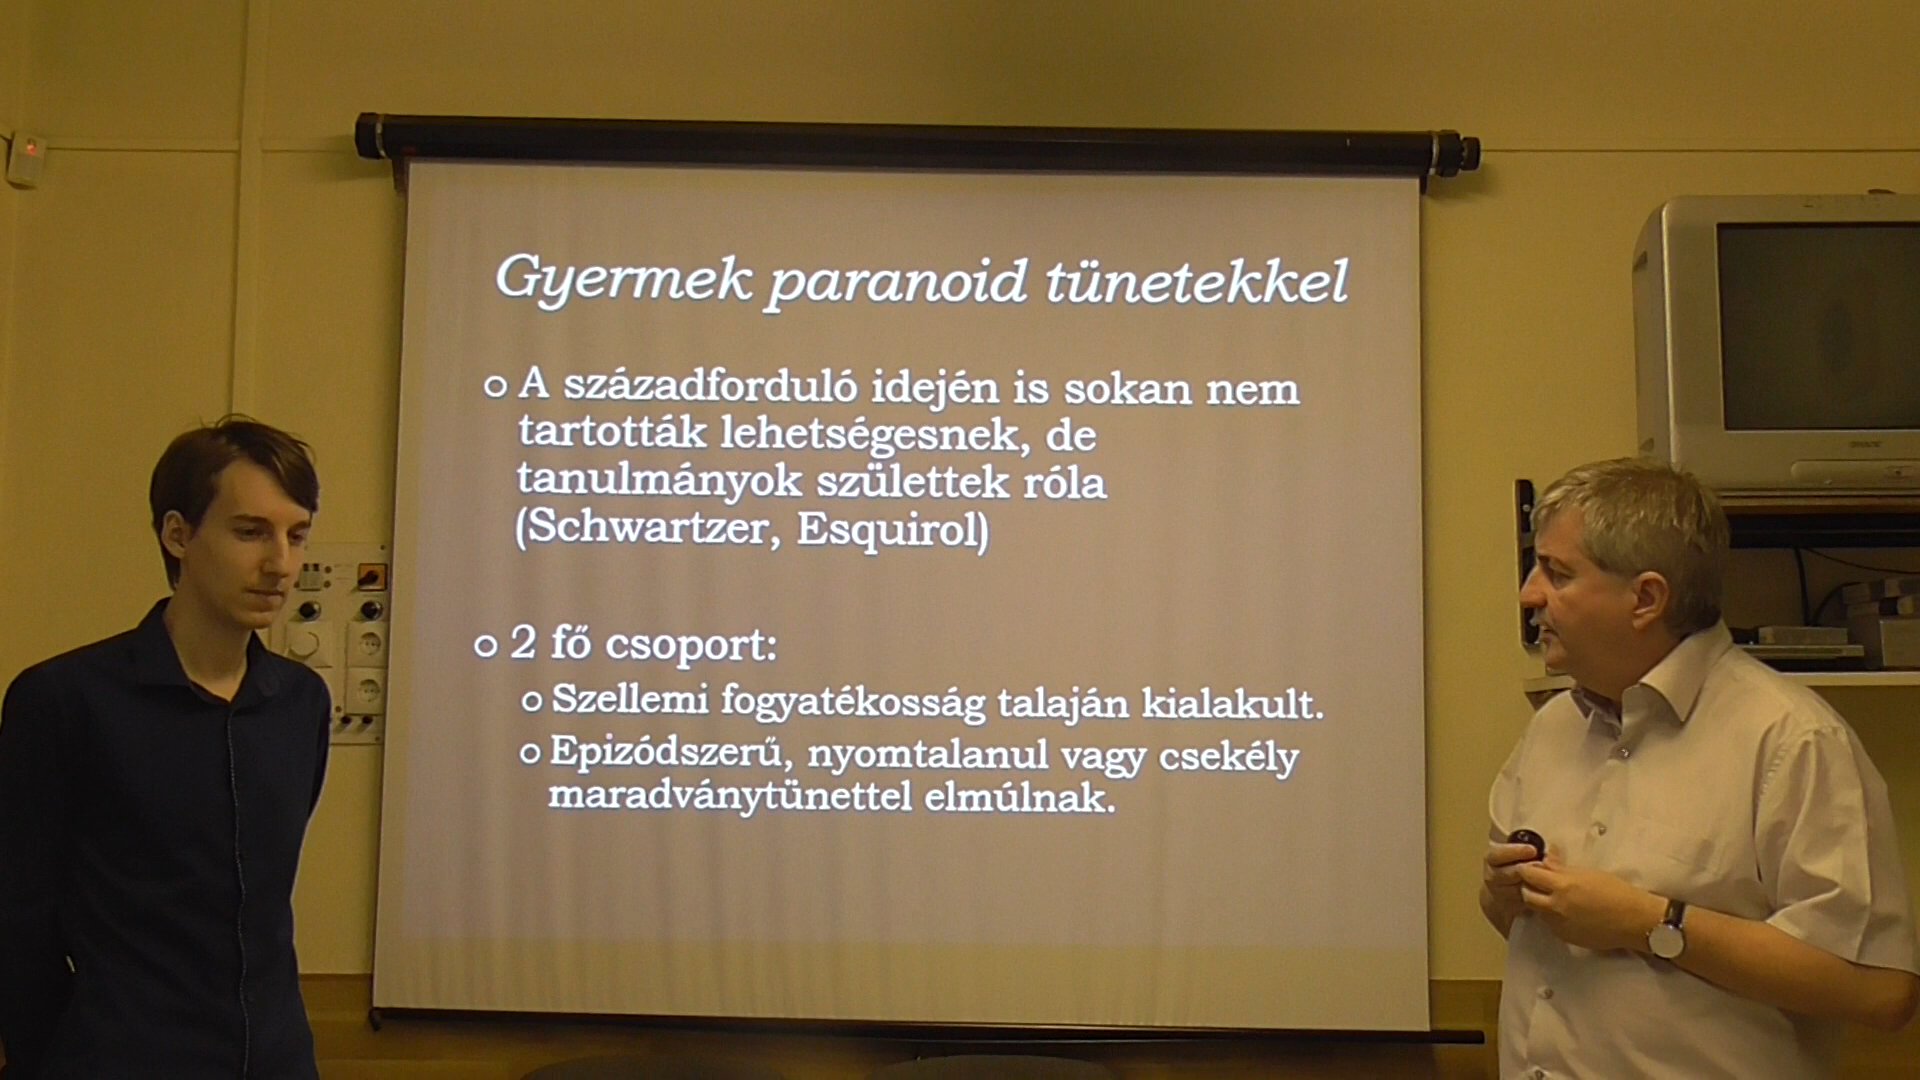 Gyermek paranoid tünetekkel
A századforduló idején is sokan nem
tartották lehetségesnek, de
tanulmányok születtek róla
(Schwartzer, Esquirol)
2 fő csoport:
Szellemi fogyatékosság talaján kialakult.
Epizódszerű, nyomtalanul vagy csekély
maradványtünettel elmúlnak.